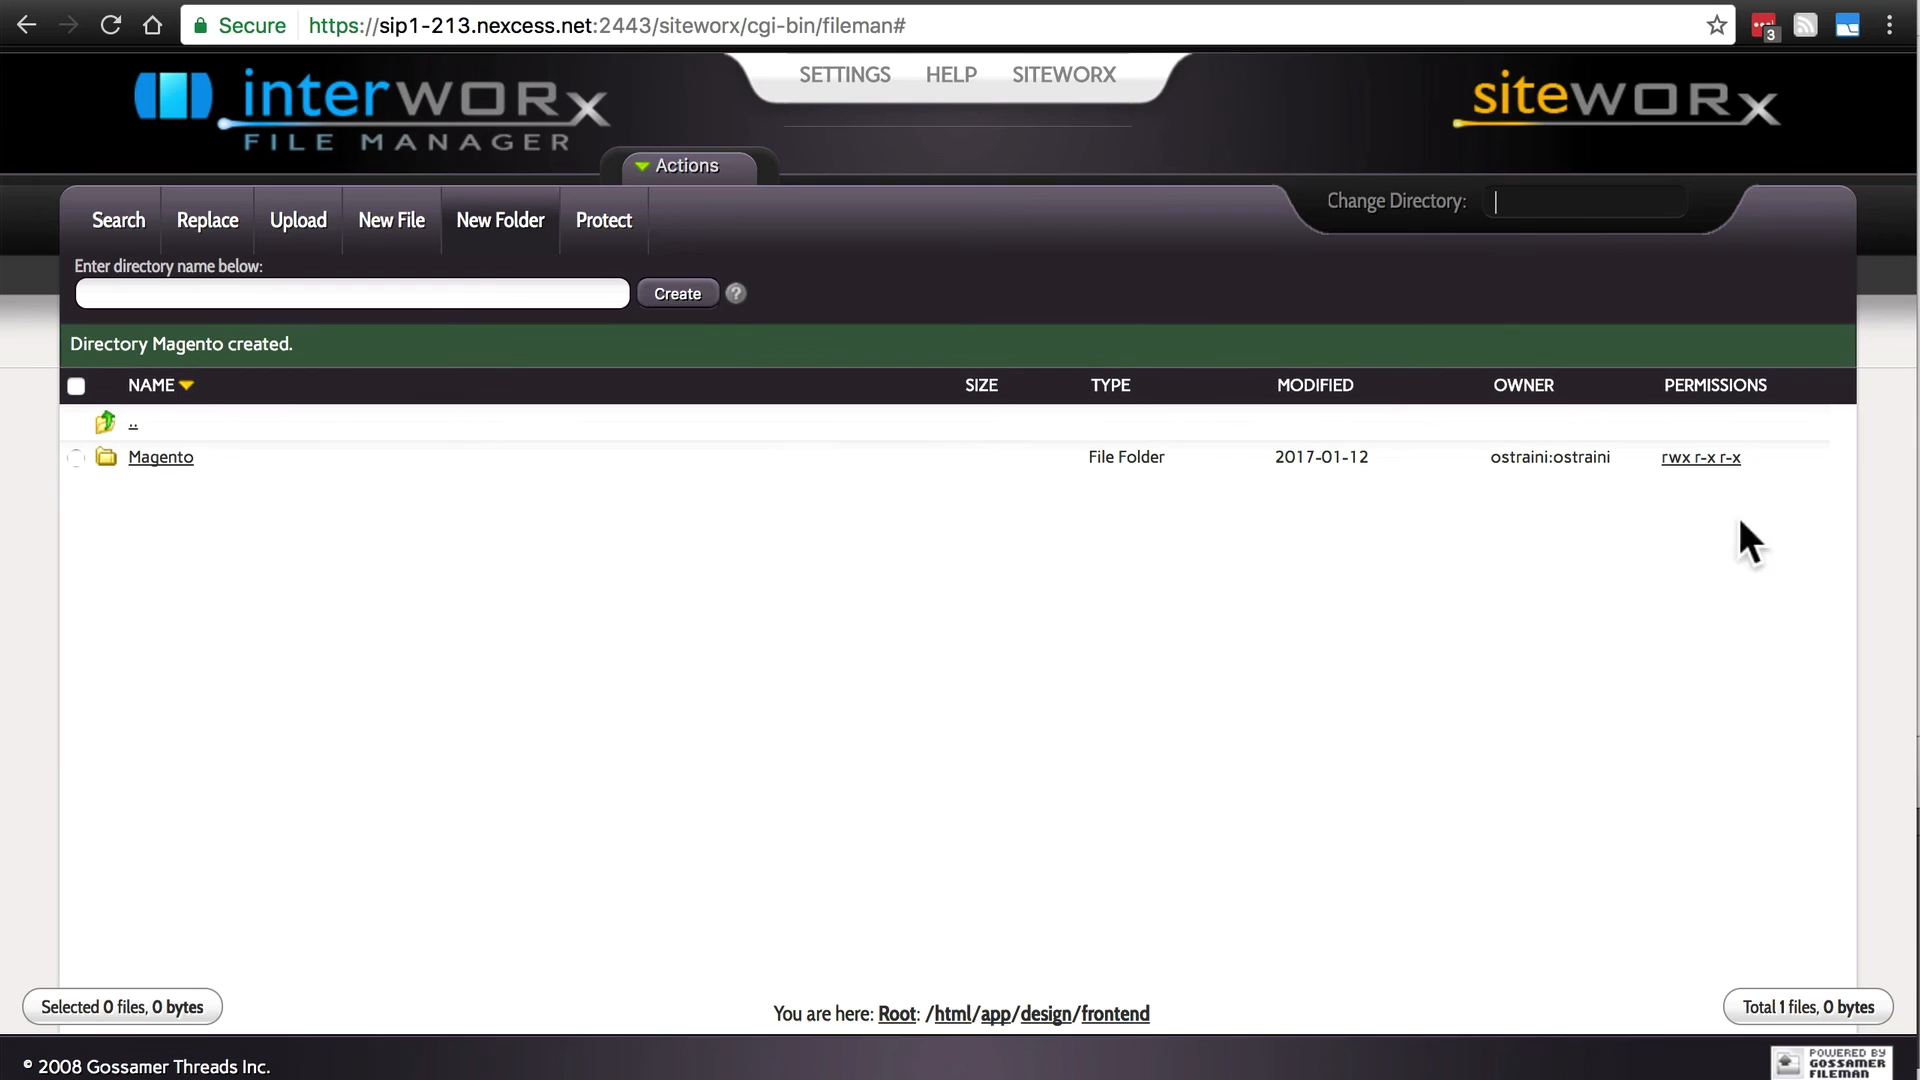 Secure https://sip1-213.nexcess.net:2443/siteworx/cgi-bin/fileman#
3
interworx
FILE MANAGER
SETTINGS HELP SITEWORX
siteworx
Actions
Search Replace Upload New File New Folder Protect
Change Directory:
Enter directory name below:
Create ?
Directory Magento created.
NAME SIZE TYPE MODIFIED OWNER PERMISSIONS
..
Magento File Folder 2017-01-12 ostraini:ostraini rwx r-x r-x
Selected 0 files, 0 bytes
You are here: Root: /html/app/design/frontend
Total 1 files, 0 bytes
© 2008 Gossamer Threads Inc.
POWERED BY
GOSSAMER
FILEMAN